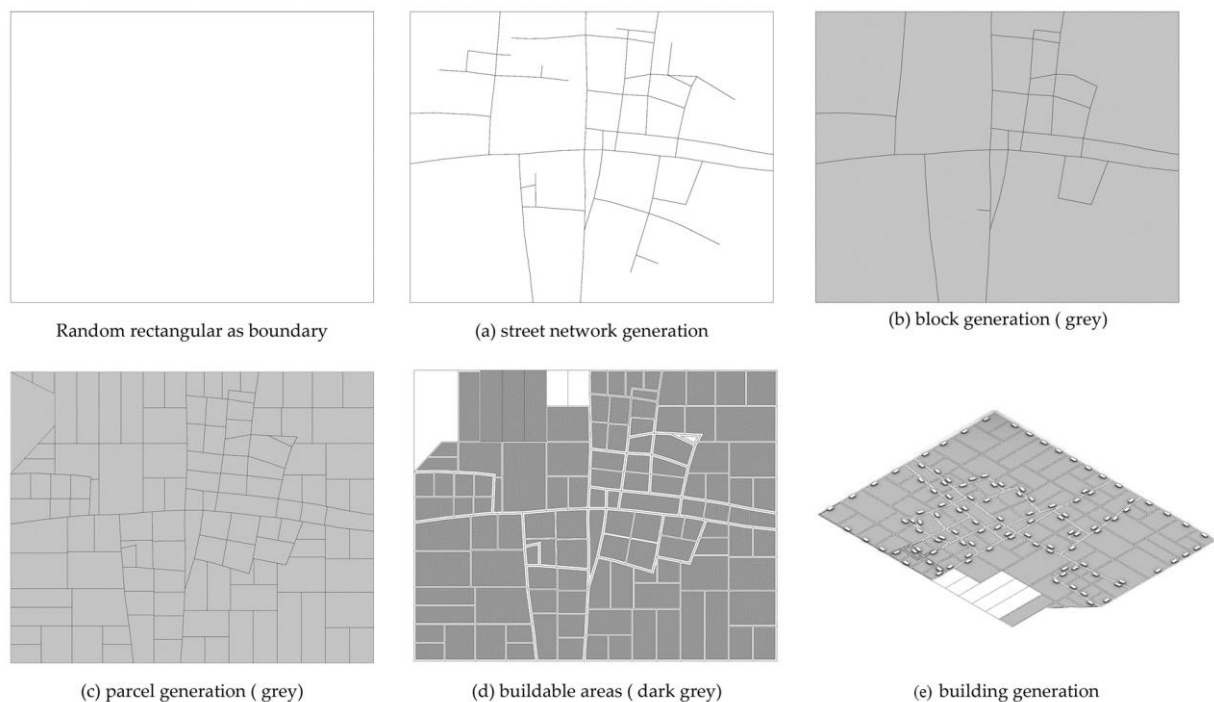 Random rectangular as boundary
(a) street network generation
(b) block generation ( grey)
(c) parcel generation ( grey)
(d) buildable areas ( dark grey)
(e) building generation